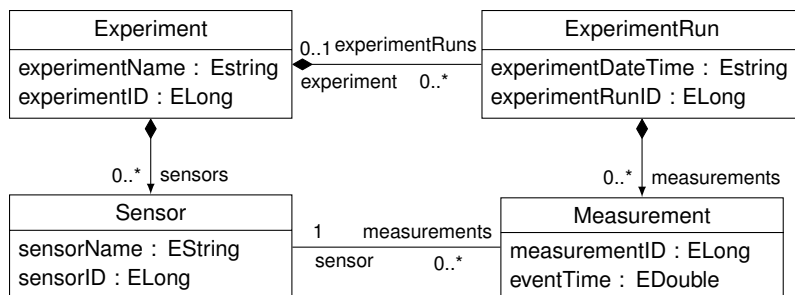 Experiment
experimentName : Estring
experimentID : ELong
0..1 experimentRuns
experiment 0..*
ExperimentRun
experimentDateTime : Estring
experimentRunID : ELong
0..* sensors
0..* measurements
Sensor
sensorName : EString
sensorID : ELong
1 measurements
sensor 0..*
Measurement
measurementID : ELong
eventTime : EDouble